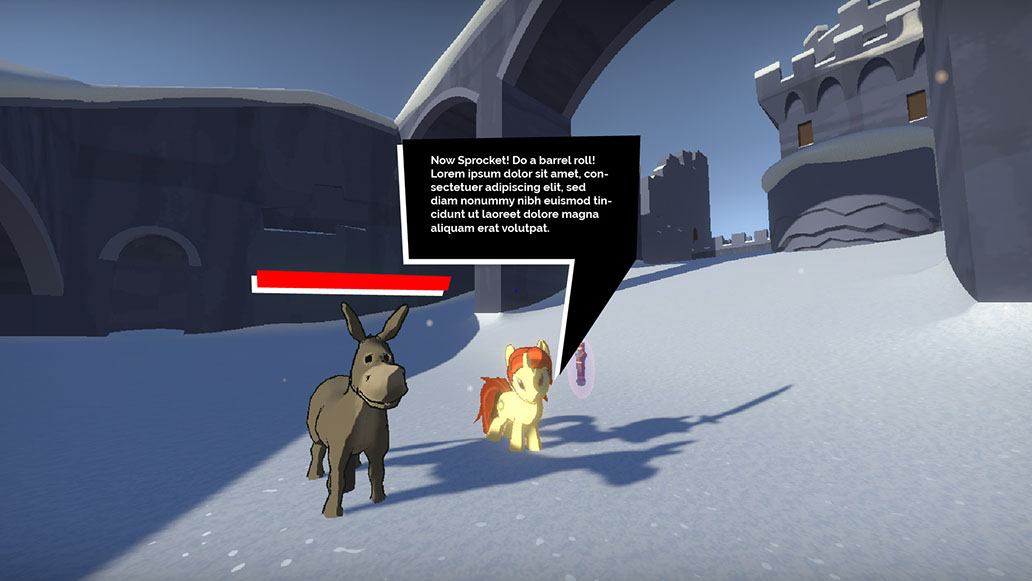 Now Sprocket! Do a barrel roll!
Lorem ipsum dolor sit amet, con-
sectetuer adipiscing elit, sed
diam nonummy nibh euismod tin-
cidunt ut laoreet dolore magna
aliquam erat volutpat.